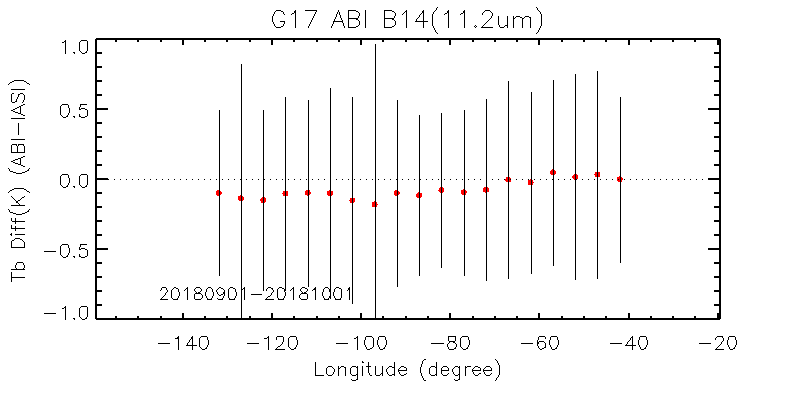 G17 ABI B14(11.2um)
1.0
0.5
0.0
−0.5
−1.0
Tb Diff(K) (ABI−IASI)
20180901−20181001
−140 −120 −100 −80 −60 −40 −20
Longitude (degree)